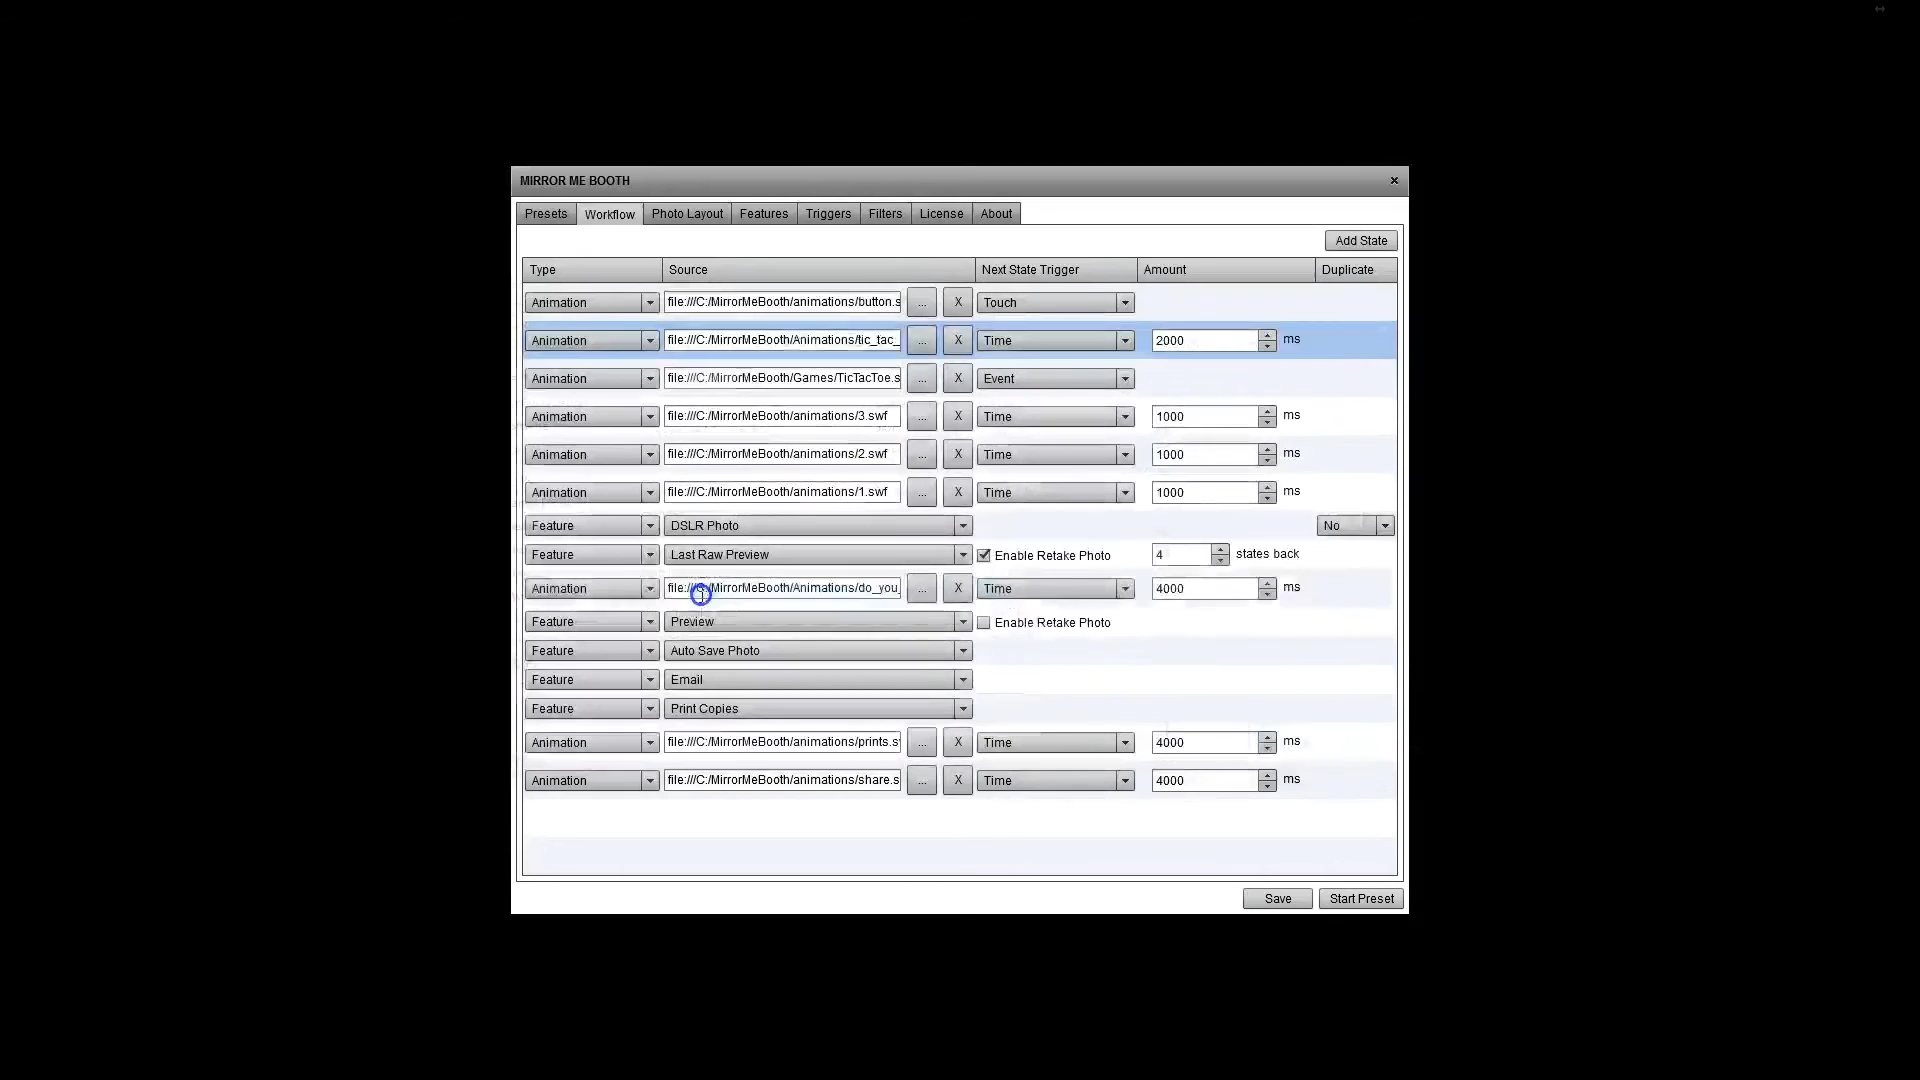 MIRROR ME BOOTH ×
Presets Workflow Photo Layout Features Triggers Filters License About
Add State
Type Source Next State Trigger Amount Duplicate
Animation file:///C:/MirrorMeBooth/animations/button.s ... X Touch
Animation file:///C:/MirrorMeBooth/Animations/tic_tac_ ... X Time 2000 ms
Animation file:///C:/MirrorMeBooth/Games/TicTacToe.s ... X Event
Animation file:///C:/MirrorMeBooth/animations/3.swf ... X Time 1000 ms
Animation file:///C:/MirrorMeBooth/animations/2.swf ... X Time 1000 ms
Animation file:///C:/MirrorMeBooth/animations/1.swf ... X Time 1000 ms
Feature DSLR Photo No
Feature Last Raw Preview Enable Retake Photo 4 states back
Animation file:///C:/MirrorMeBooth/Animations/do_you_ ... X Time 4000 ms
Feature Preview Enable Retake Photo
Feature Auto Save Photo
Feature Email
Feature Print Copies
Animation file:///C:/MirrorMeBooth/animations/prints.s ... X Time 4000 ms
Animation file:///C:/MirrorMeBooth/animations/share.s ... X Time 4000 ms
Save Start Preset